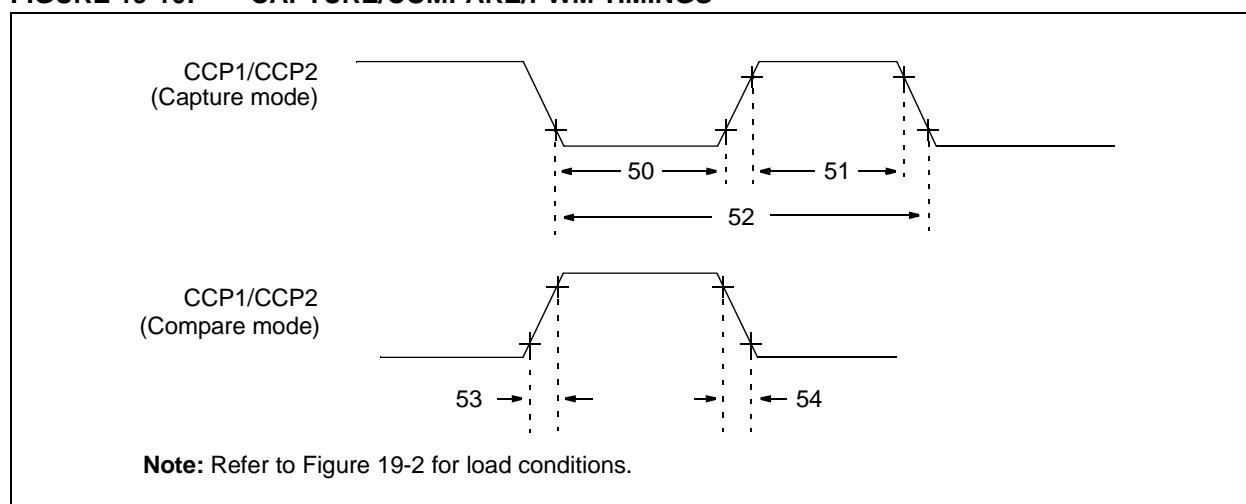 CCP1/CCP2
(Capture mode)
50
51
52
CCP1/CCP2
(Compare mode)
53
54
Note: Refer to Figure 19-2 for load conditions.